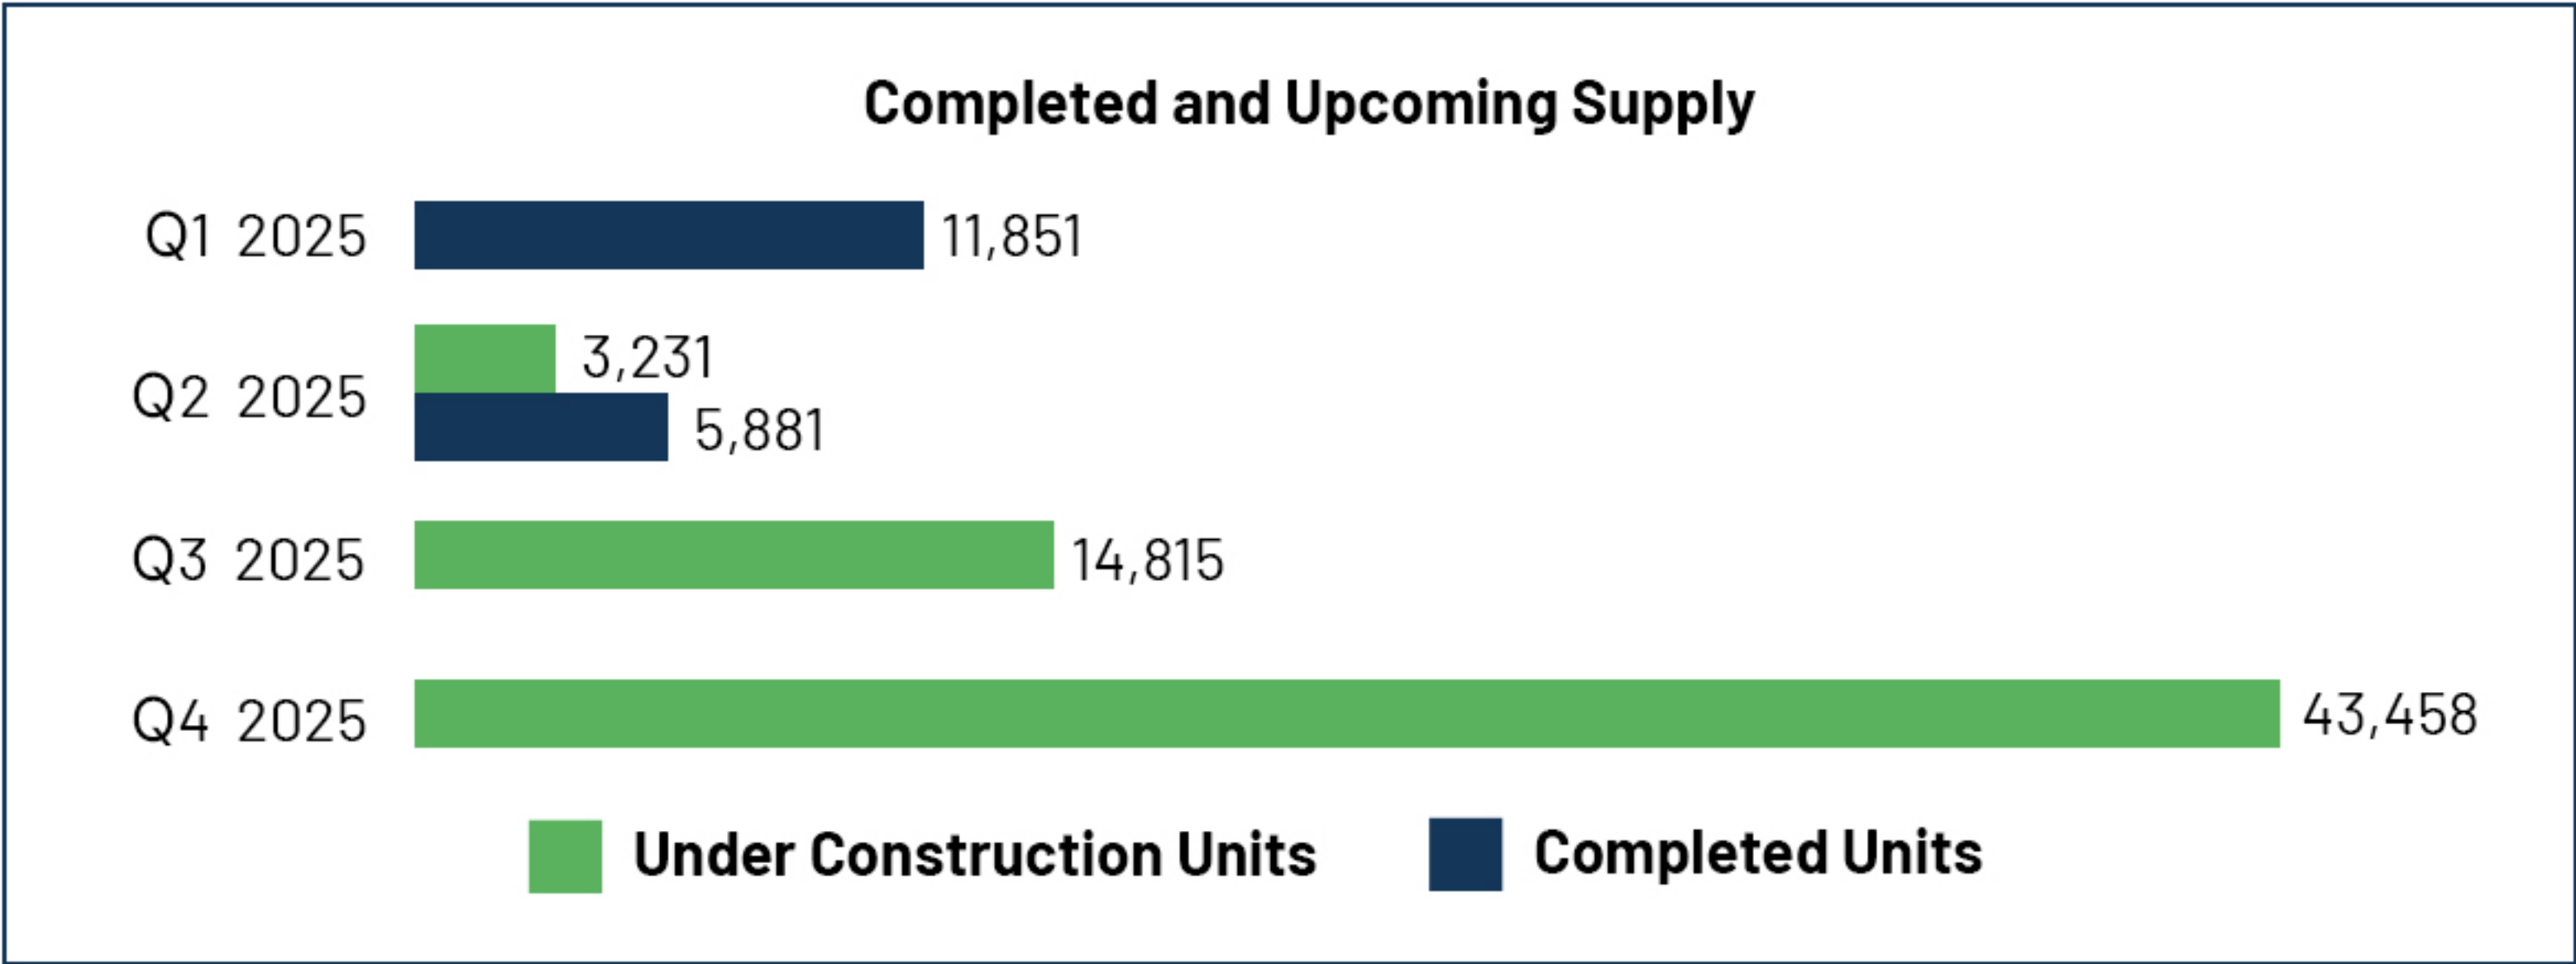 Completed and Upcoming Supply
Q1 2025 11,851
3,231
Q2 2025
5,881
Q3 2025 14,815
Q4 2025 43,458
Under Construction Units Completed Units